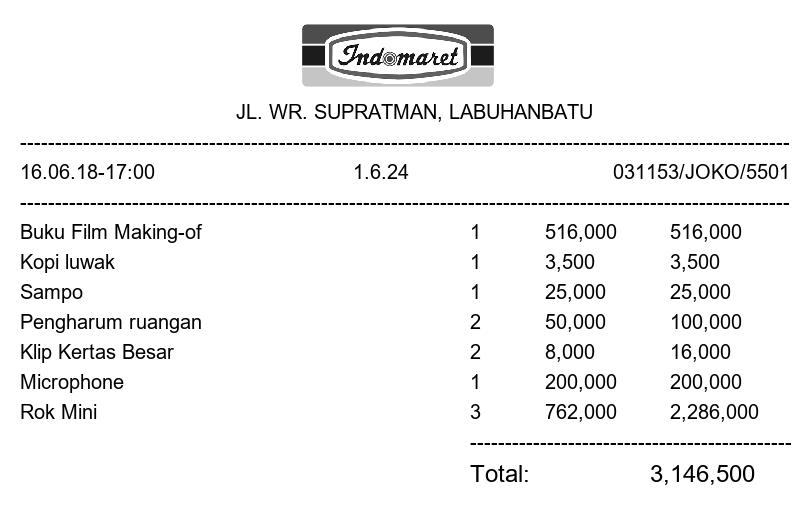 Indomaret
JL. WR. SUPRATMAN, LABUHANBATU
16.06.18-17:00 1.6.24 031153/JOKO/5501
Buku Film Making-of 1 516,000 516,000
Kopi luwak 1 3,500 3,500
Sampo 1 25,000 25,000
Pengharum ruangan 2 50,000 100,000
Klip Kertas Besar 2 8,000 16,000
Microphone 1 200,000 200,000
Rok Mini 3 762,000 2,286,000
Total: 3,146,500